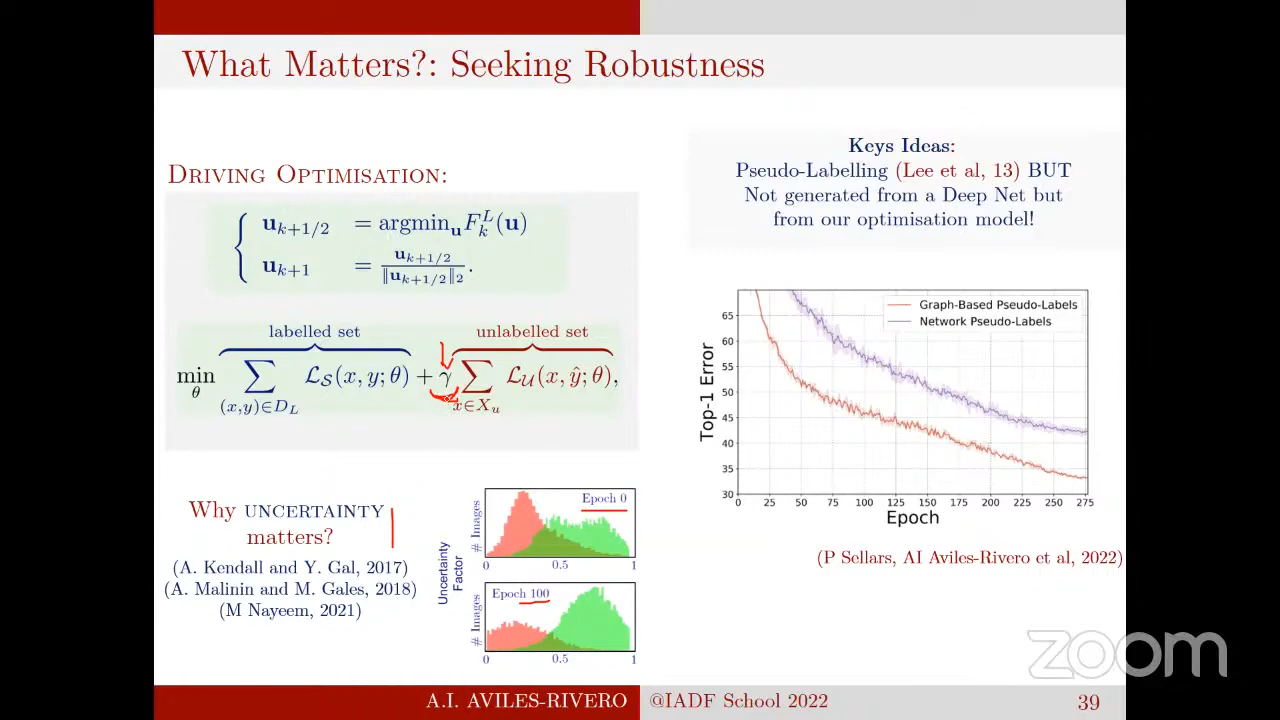 What Matters?: Seeking Robustness
DRIVING OPTIMISATION:
u_{k+1/2} = argmin_u F_k^L(u)
u_{k+1} = u_{k+1/2} / ‖u_{k+1/2}‖_2 .
labelled set
unlabelled set
min_θ ∑_{(x,y)∈D_L} L_S(x, y; θ) + γ ∑_{x∈X_u} L_U(x, ŷ; θ),
Why UNCERTAINTY
matters?
(A. Kendall and Y. Gal, 2017)
(A. Malinin and M. Gales, 2018)
(M Nayeem, 2021)
Uncertainty
Factor
# Images
Epoch 0
0 0.5 1
# Images
Epoch 100
0 0.5 1
Keys Ideas:
Pseudo-Labelling (Lee et al, 13) BUT
Not generated from a Deep Net but
from our optimisation model!
Graph-Based Pseudo-Labels
Network Pseudo-Labels
Top-1 Error
65
60
55
50
45
40
35
30
0 25 50 75 100 125 150 175 200 225 250 275
Epoch
(P Sellars, AI Aviles-Rivero et al, 2022)
zoom
A.I. AVILES-RIVERO @IADF School 2022 39